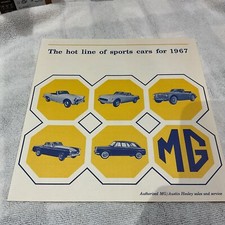 The hot line of sports cars for 1967
MG
Authorized MG/Austin Healey sales and service